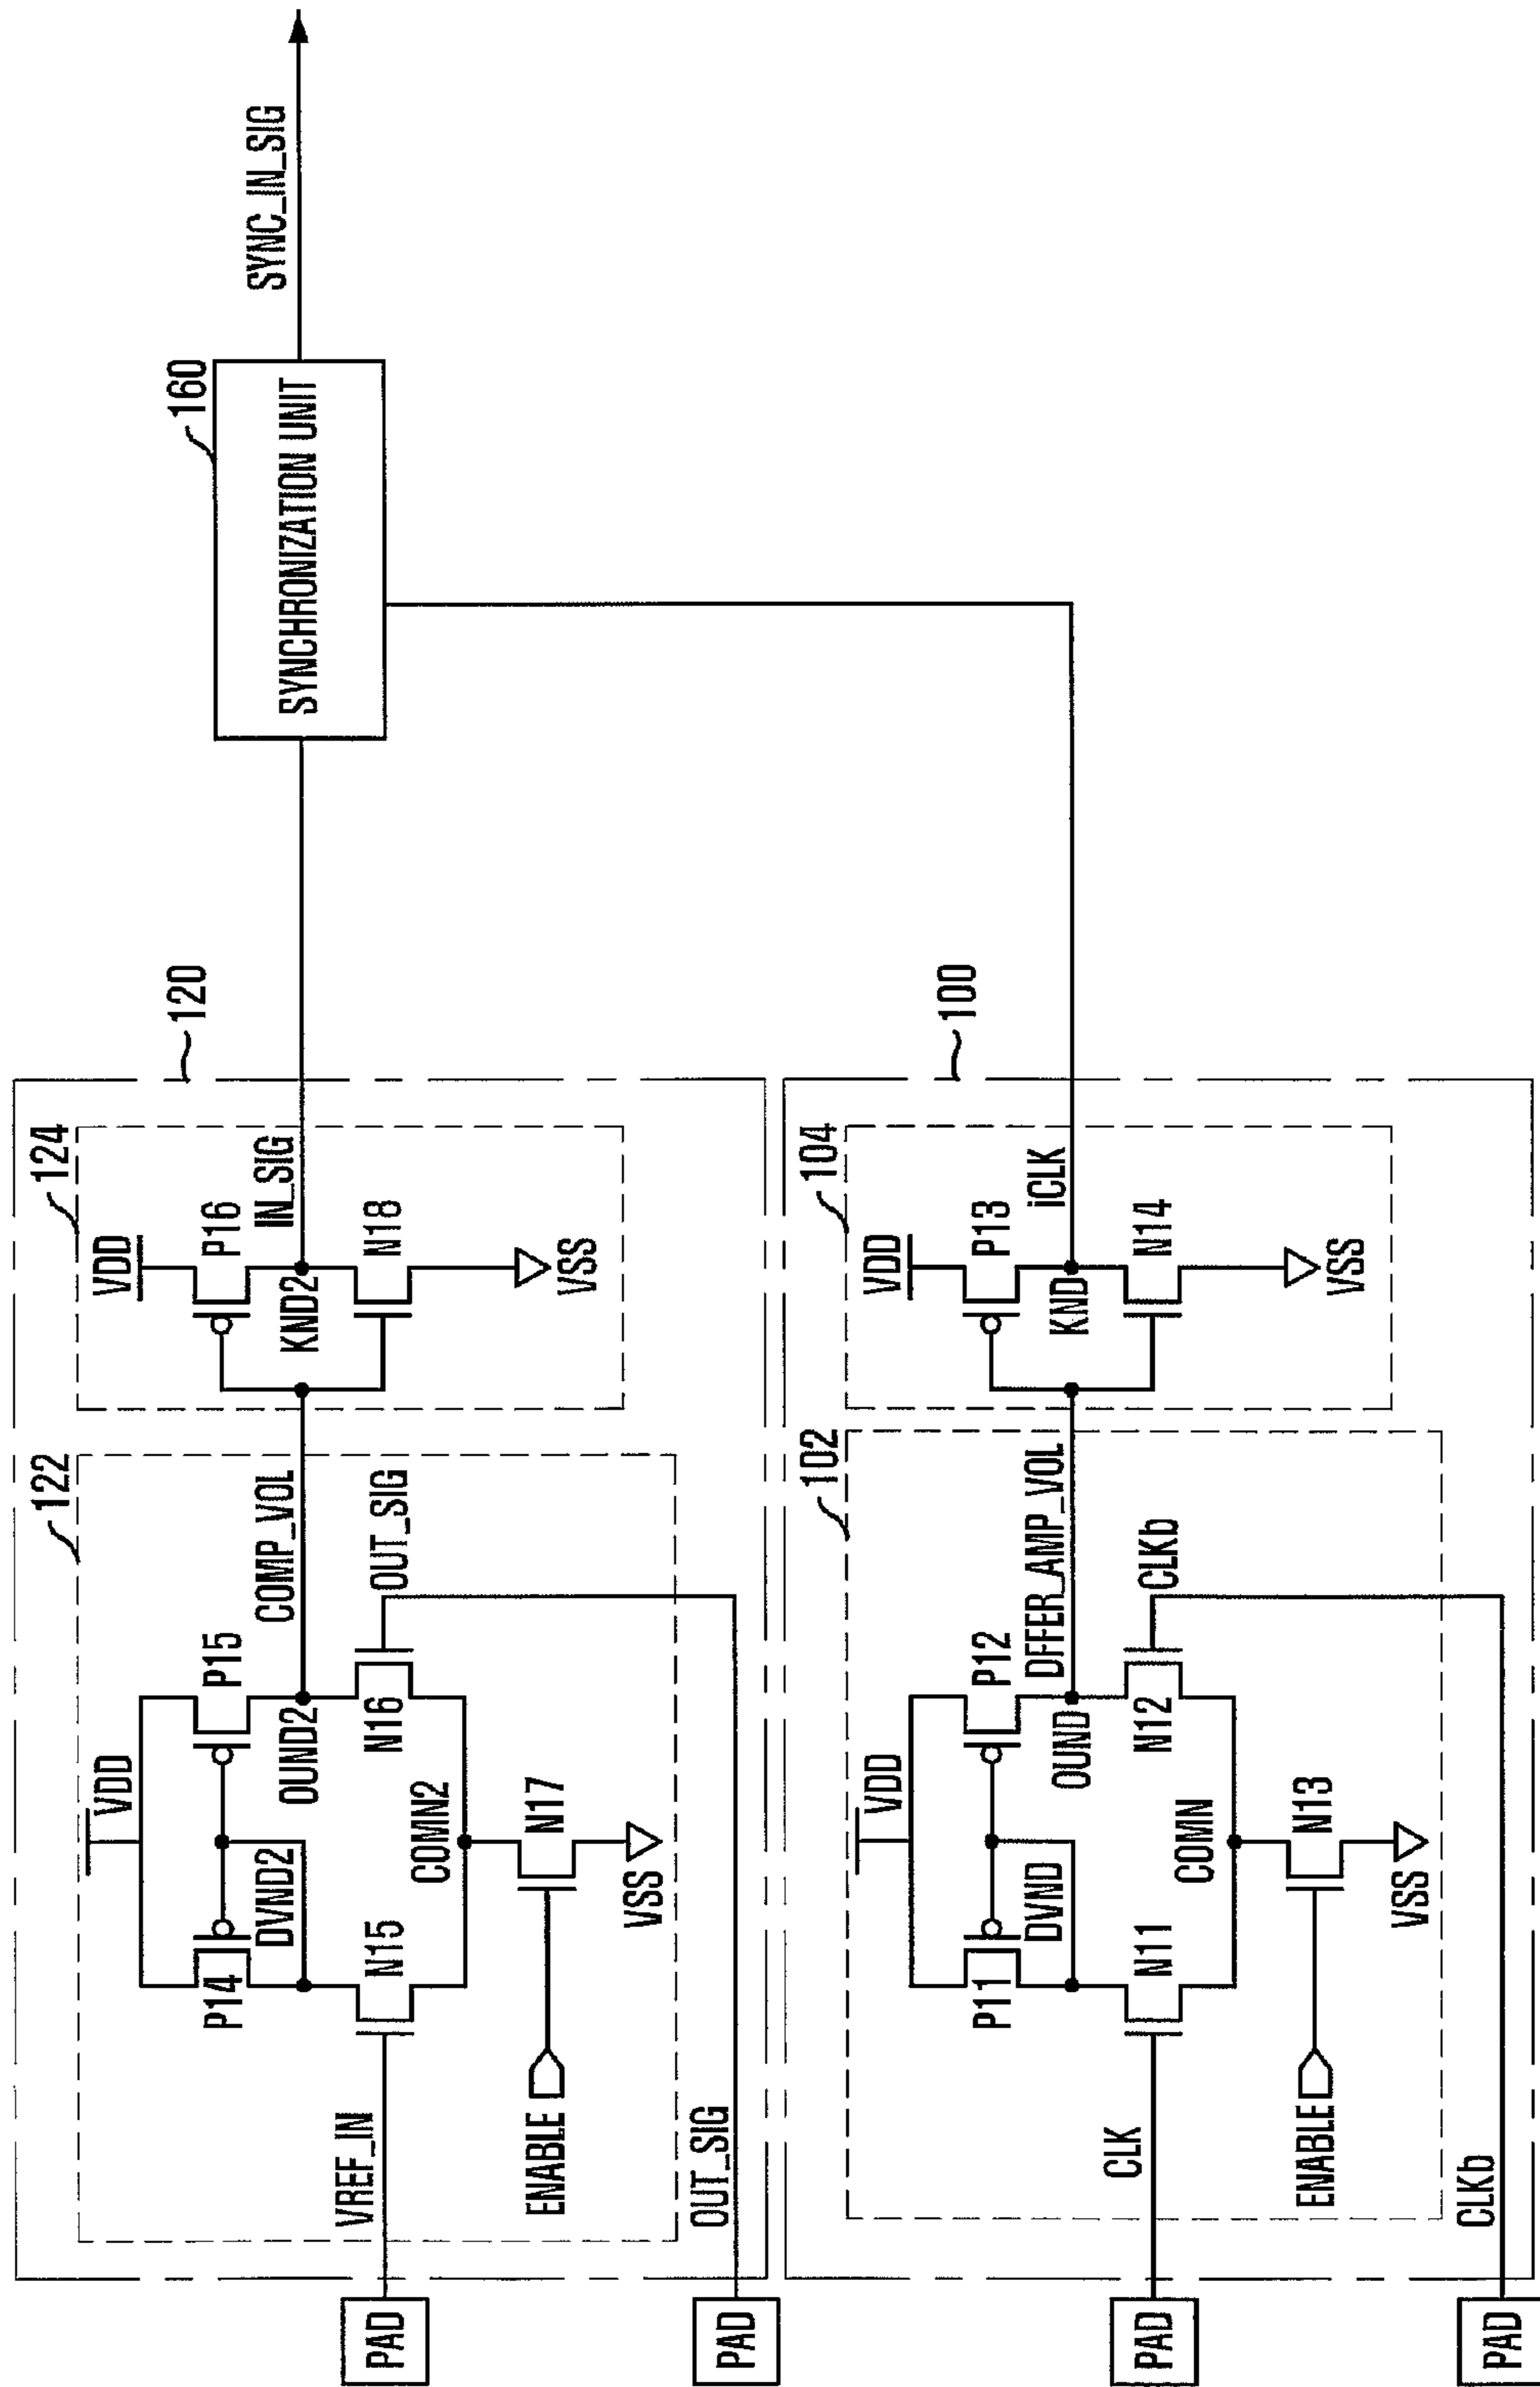 122
124
120
160
VDD
P14
P15
DVND2
OUND2
COMP_VOL
VDD
P16
KND2
IN_SIG
N18
VSS
SYNCHRONIZATION UNIT
SYNC_IN_SIG
PAD
VREF_IN
N15
N16
OUT_SIG
COMN2
ENABLE
N17
VSS
PAD
OUT_SIG
102
104
100
VDD
P11
P12
DVND
OUND
DFFER_AMP_VOL
VDD
P13
KND
iCLK
N14
VSS
PAD
CLK
N11
N12
CLKb
COMN
ENABLE
N13
VSS
PAD
CLKb